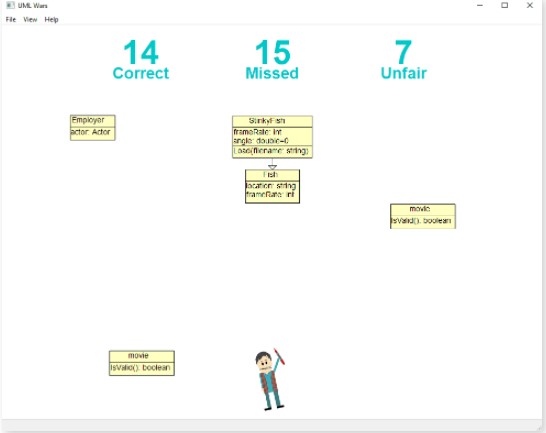 UML Wars
File View Help
14 15 7
Correct Missed Unfair
Employer
actor: Actor
StinkyFish
frameRate: int
angle: double=0
Load(filename: string)
Fish
location: string
frameRate: int
movie
IsValid(): boolean
movie
IsValid(): boolean